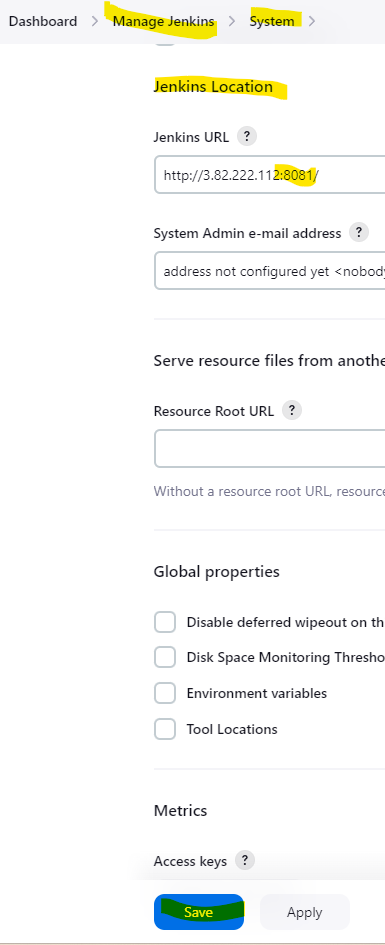 Dashboard > Manage Jenkins > System >
Jenkins Location
Jenkins URL ?
http://3.82.222.112:8081/
System Admin e-mail address ?
address not configured yet <nobody
Serve resource files from anothe
Resource Root URL ?
Without a resource root URL, resource
Global properties
Disable deferred wipeout on th
Disk Space Monitoring Thresho
Environment variables
Tool Locations
Metrics
Access keys ?
Save Apply